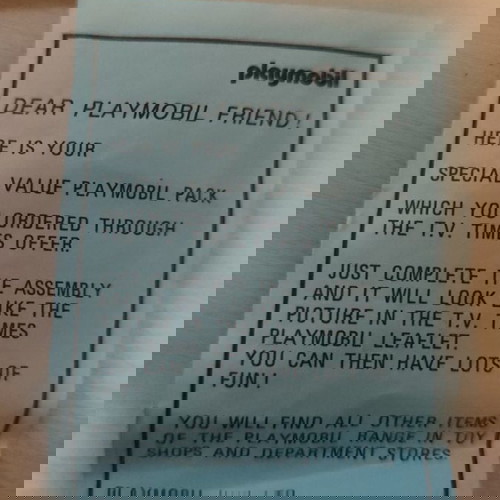 playmobil
DEAR PLAYMOBIL FRIEND!
HERE IS YOUR
SPECIAL VALUE PLAYMOBIL PACK
WHICH YOU ORDERED THROUGH
THE T.V. TIMES OFFER.
JUST COMPLETE THE ASSEMBLY
AND IT WILL LOOK LIKE THE
PICTURE IN THE T.V. TIMES
PLAYMOBIL LEAFLET.
YOU CAN THEN HAVE LOTS OF
FUN!
YOU WILL FIND ALL OTHER ITEMS
OF THE PLAYMOBIL RANGE IN TOY
SHOPS AND DEPARTMENT STORES.
PLAYMOBIL LTD